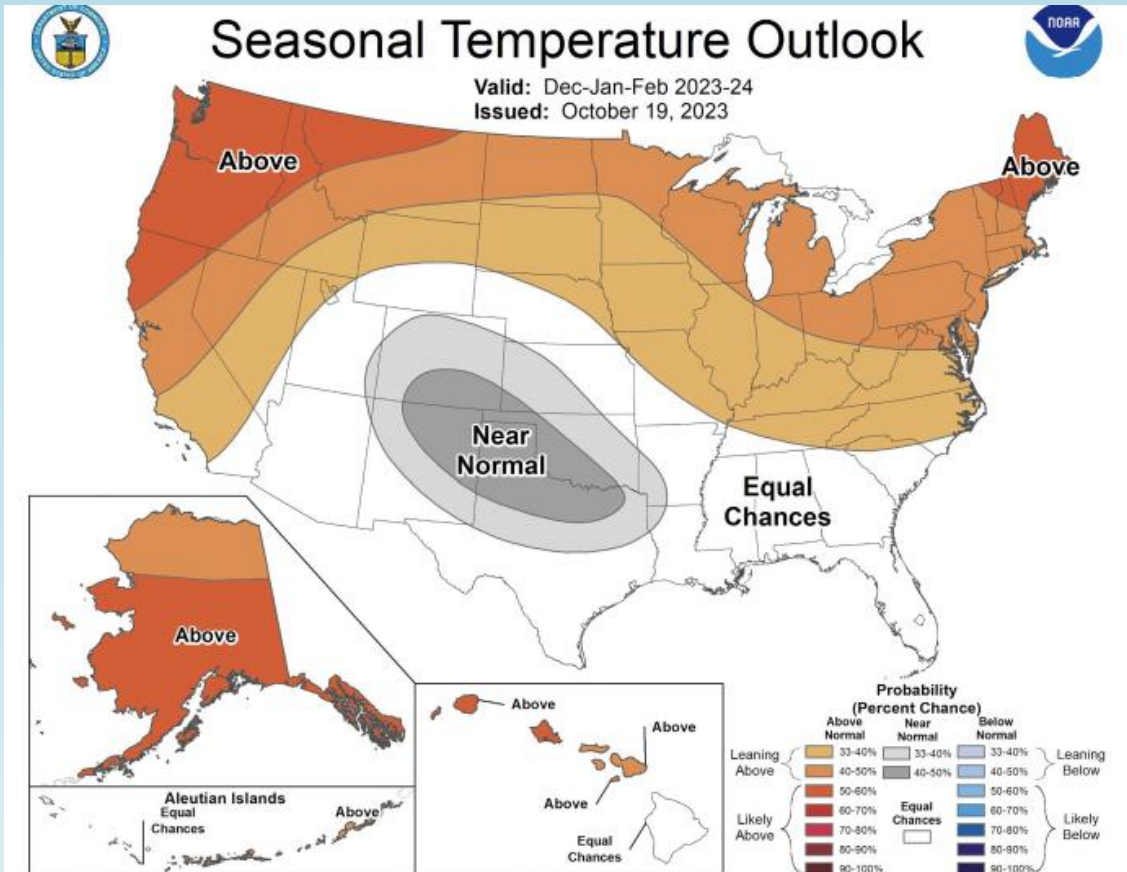 NOAA
Seasonal Temperature Outlook
Valid: Dec-Jan-Feb 2023-24
Issued: October 19, 2023
Above
Above
Near
Normal
Equal
Chances
Above
Aleutian Islands
Equal
Chances
Above
Above
Above
Above
Equal
Chances
Probability
(Percent Chance)
Above
Normal
Near
Normal
Below
Normal
Leaning
Above
33-40%
40-50%
33-40%
40-50%
33-40%
40-50%
Leaning
Below
Likely
Above
50-60%
60-70%
70-80%
80-90%
90-100%
Equal
Chances
50-60%
60-70%
70-80%
80-90%
90-100%
Likely
Below